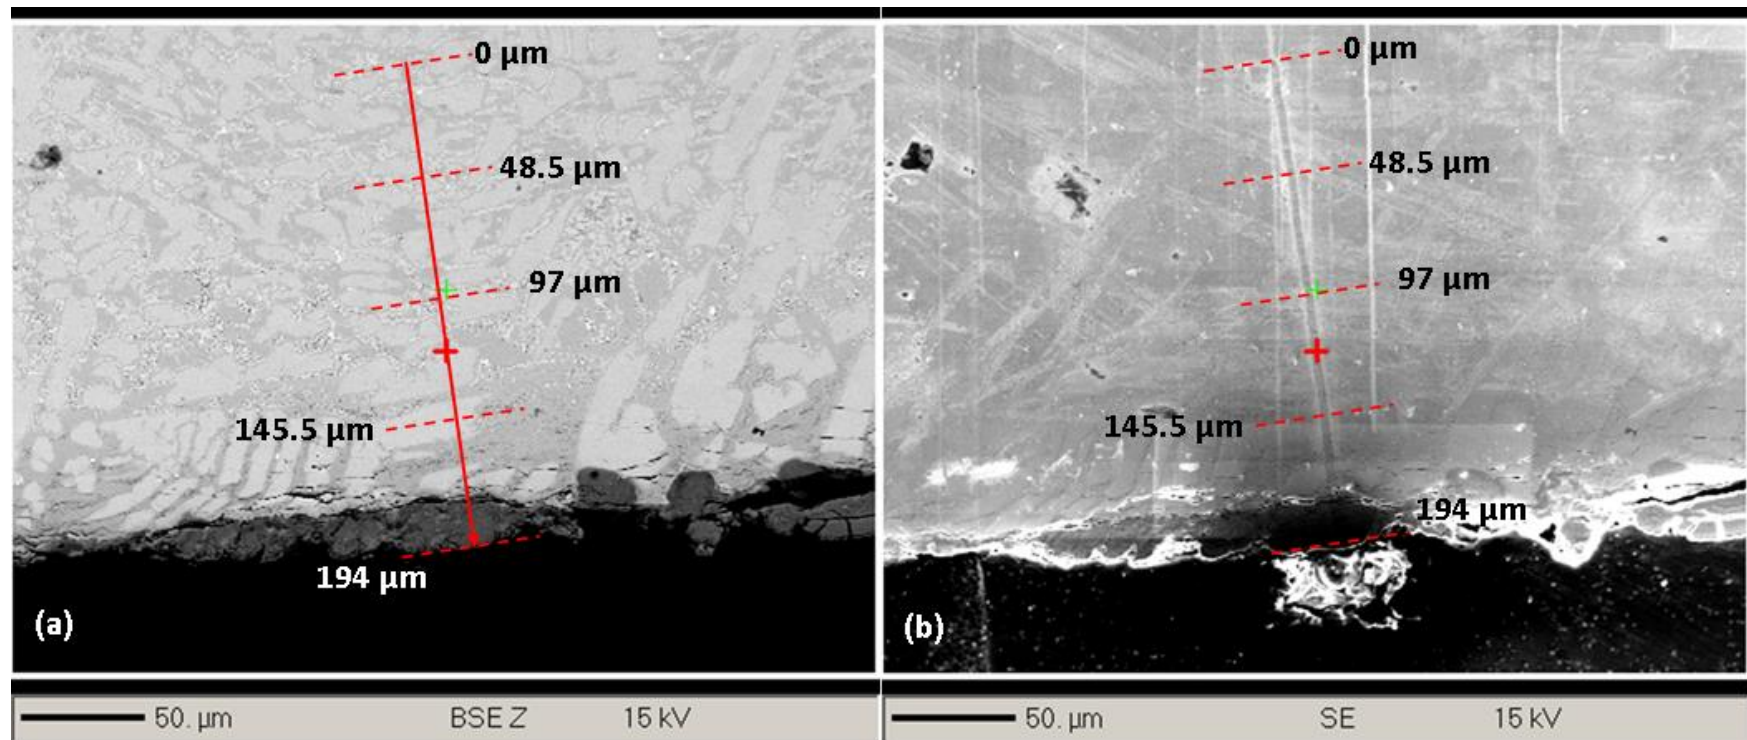 0 µm
48.5 µm
97 µm
145.5 µm
194 µm
(a)
50. µm BSE Z 15 kV
0 µm
48.5 µm
97 µm
145.5 µm
194 µm
(b)
50. µm SE 15 kV